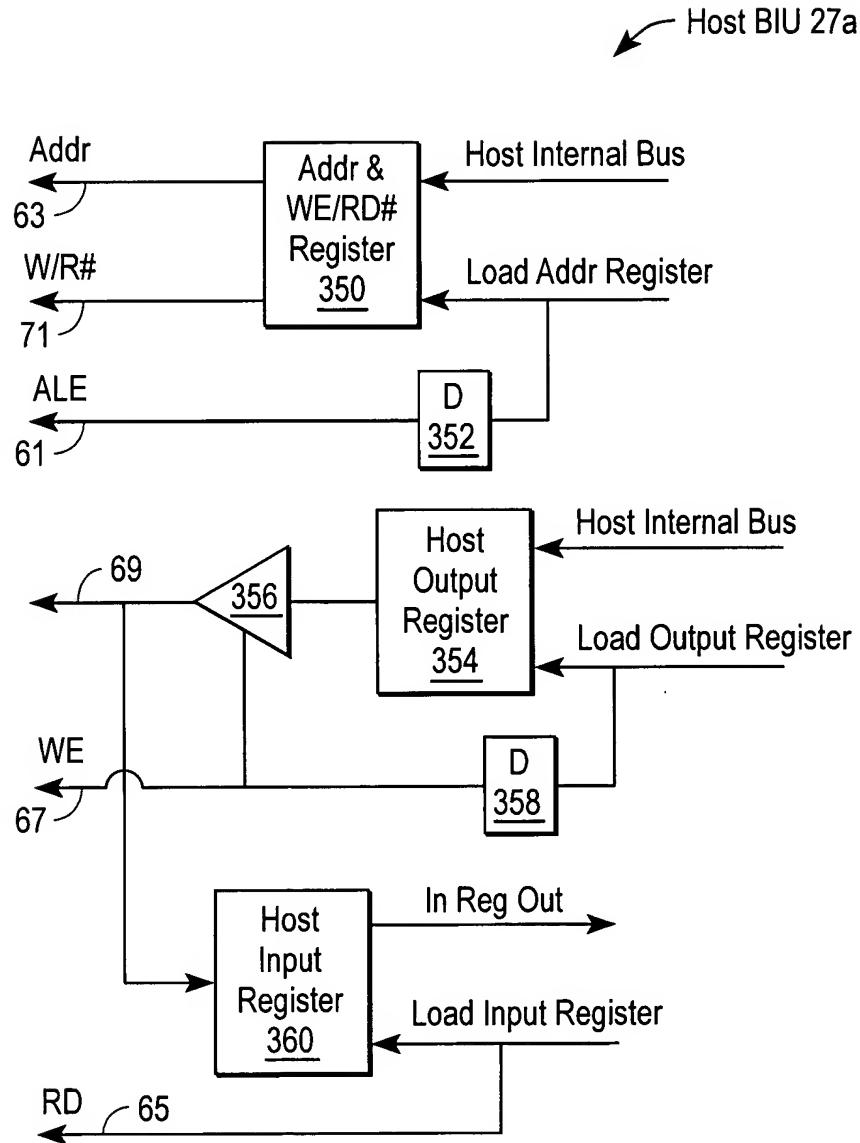 Host BIU 27a
Addr
63
W/R#
71
ALE
61
Addr &
WE/RD#
Register
350
Host Internal Bus
Load Addr Register
D
352
69
356
Host
Output
Register
354
Host Internal Bus
Load Output Register
WE
67
D
358
Host
Input
Register
360
In Reg Out
Load Input Register
RD
65